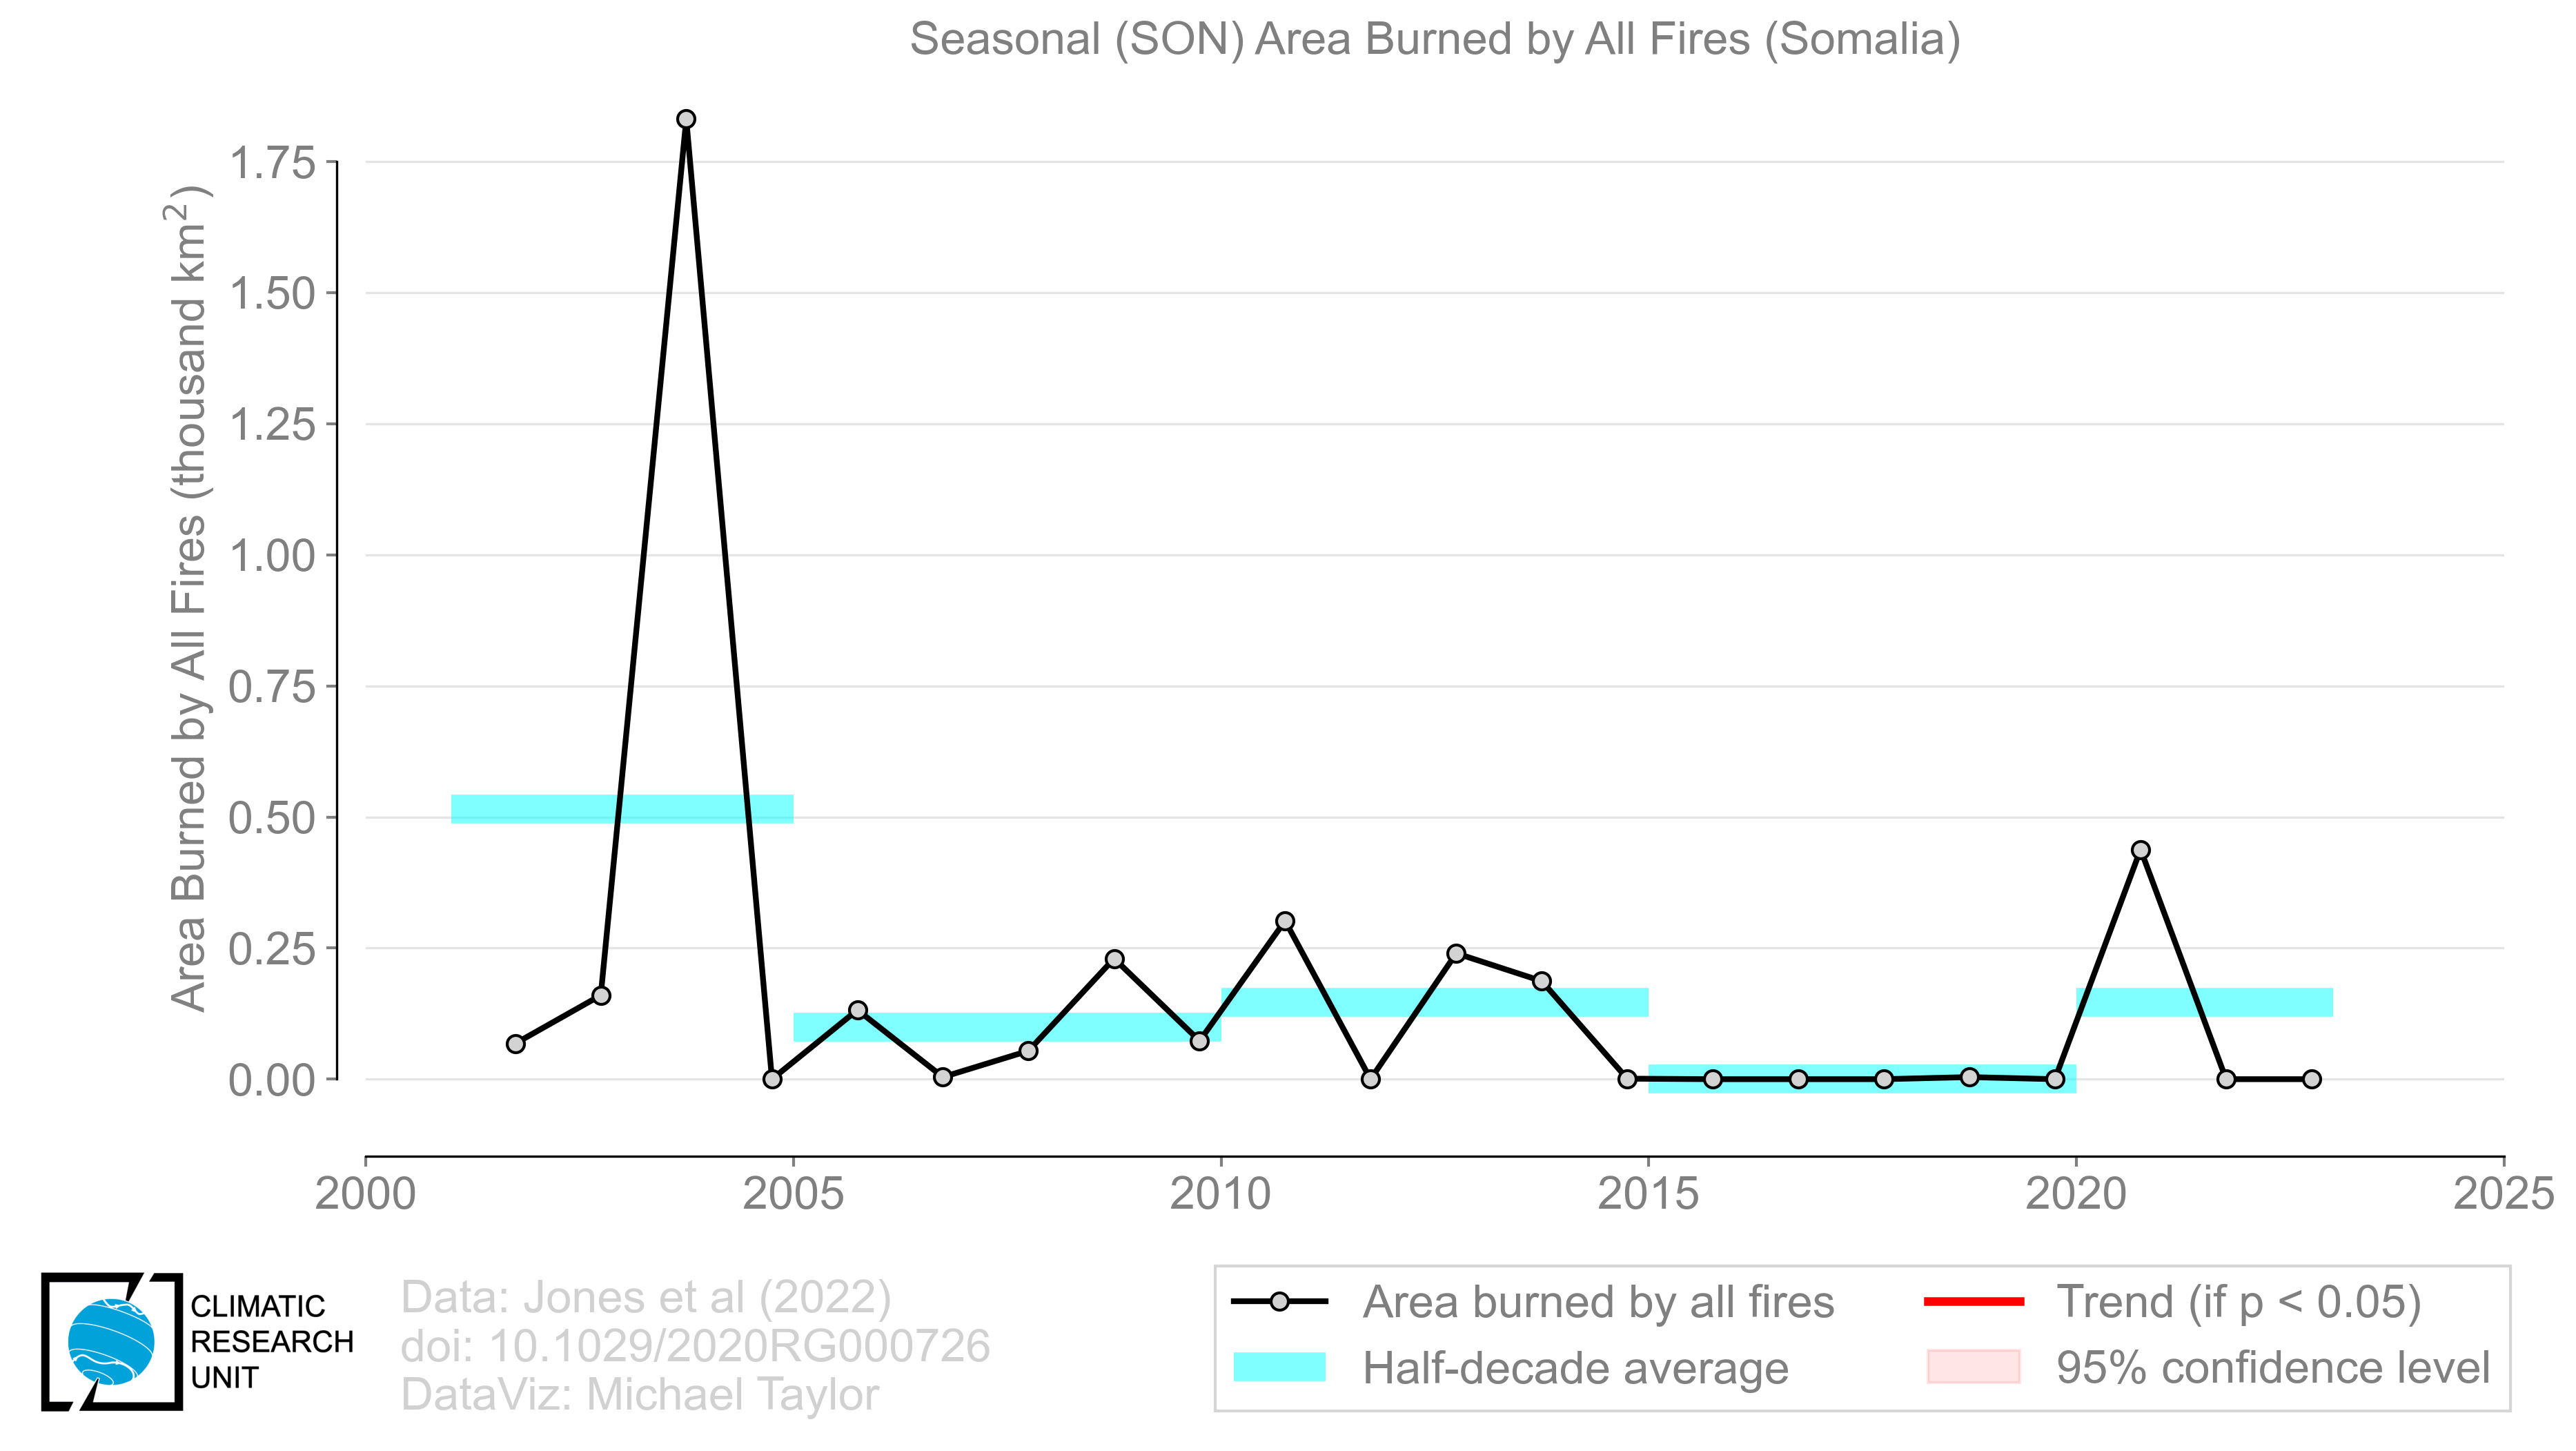 Seasonal (SON) Area Burned by All Fires (Somalia)
Area Burned by All Fires (thousand km²)
1.75
1.50
1.25
1.00
0.75
0.50
0.25
0.00
2000
2005
2010
2015
2020
2025
CLIMATIC
RESEARCH
UNIT
Data: Jones et al (2022)
doi: 10.1029/2020RG000726
DataViz: Michael Taylor
Area burned by all fires
Half-decade average
Trend (if p < 0.05)
95% confidence level